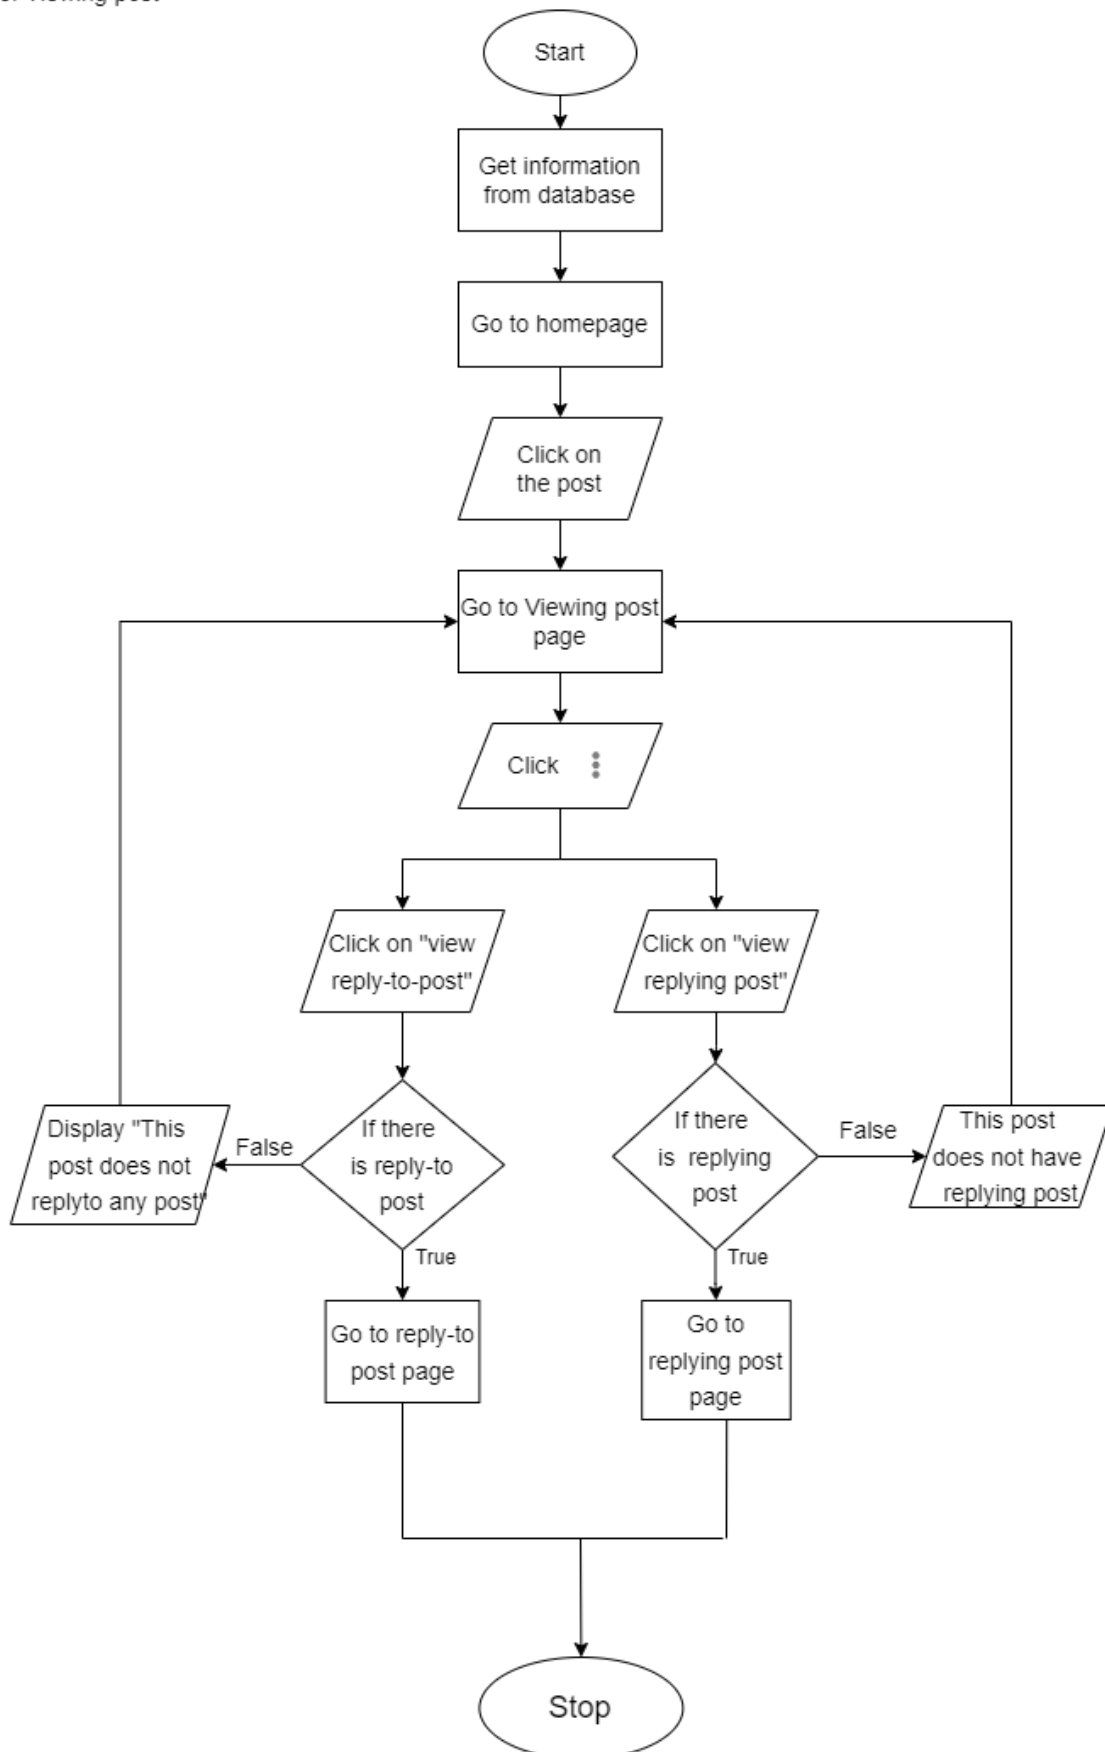 viewing post
Start
Get information
from database
Go to homepage
Click on
the post
Go to Viewing post
page
Click
Click on "view
reply-to-post"
Click on "view
replying post"
Display "This
post does not
replyto any post"
False
If there
is reply-to
post
True
If there
is replying
post
True
False
This post
does not have
replying post
Go to reply-to
post page
Go to
replying post
page
Stop